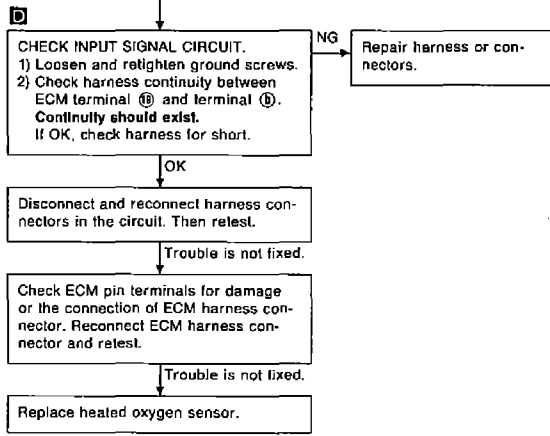 D
CHECK INPUT SIGNAL CIRCUIT.
1) Loosen and retighten ground screws.
2) Check harness continuity between
ECM terminal ⑲ and terminal ⓑ.
Continuity should exist.
If OK, check harness for short.
NG
Repair harness or con-
nectors.
OK
Disconnect and reconnect harness con-
nectors in the circuit. Then retest.
Trouble is not fixed.
Check ECM pin terminals for damage
or the connection of ECM harness con-
nector. Reconnect ECM harness con-
nector and retest.
Trouble is not fixed.
Replace heated oxygen sensor.